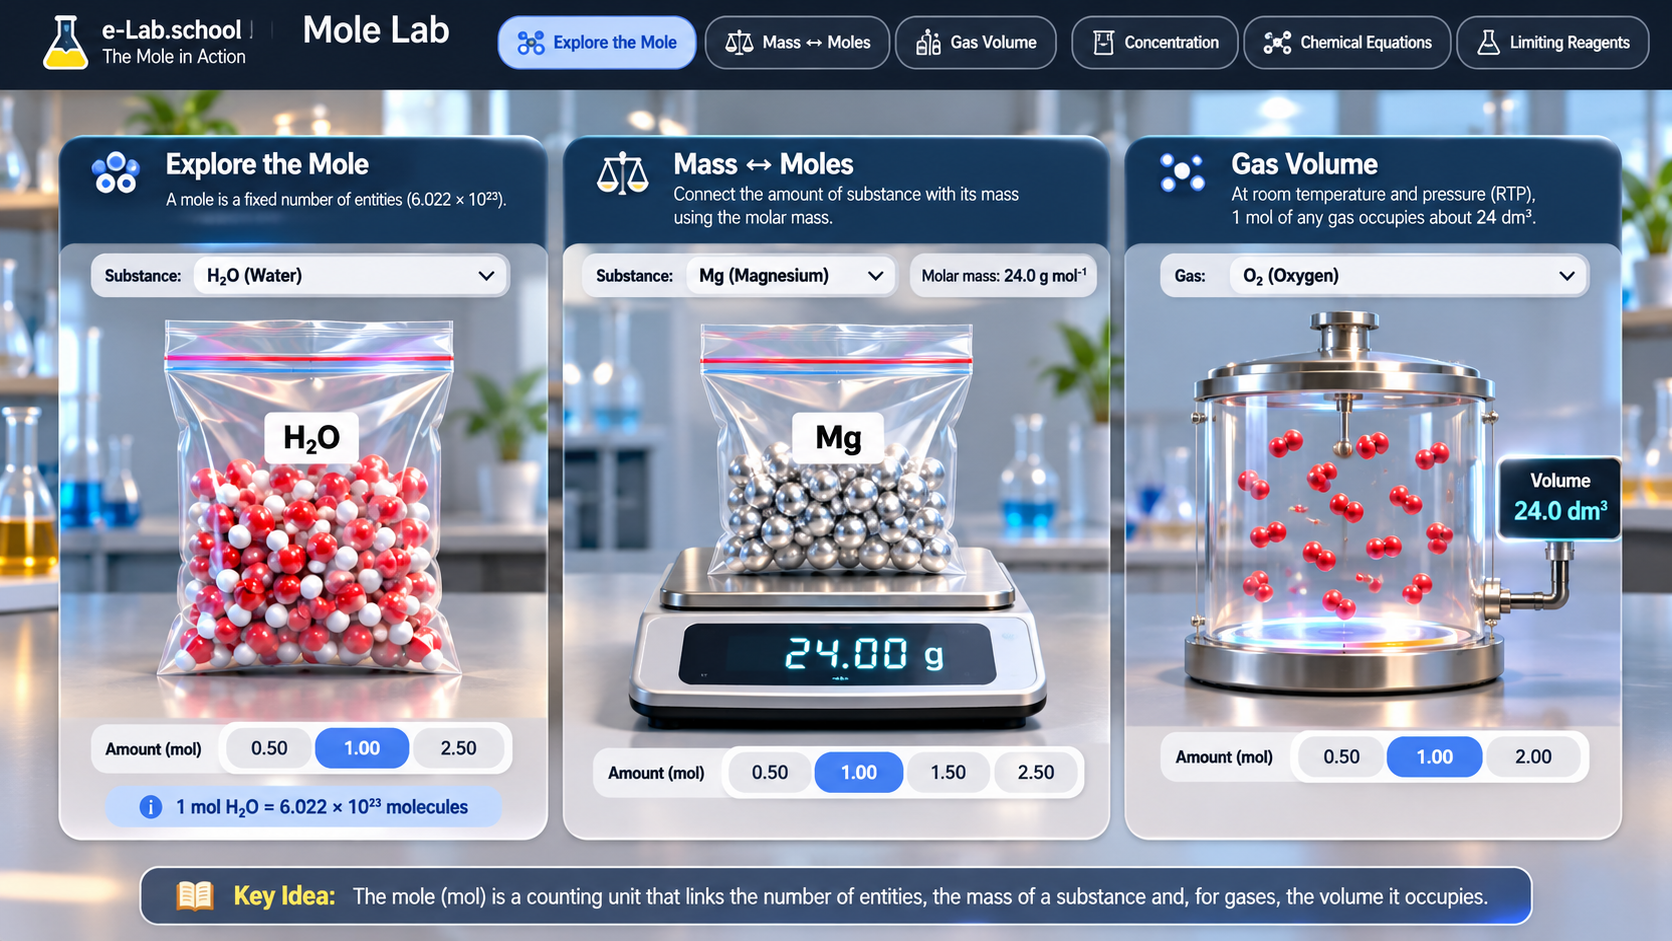 e-Lab.school
The Mole in Action
Mole Lab
Explore the Mole
Mass ↔ Moles
Gas Volume
Concentration
Chemical Equations
Limiting Reagents
Explore the Mole
A mole is a fixed number of entities (6.022 × 10²³).
Substance: H₂O (Water)
H₂O
Amount (mol) 0.50 1.00 2.50
i 1 mol H₂O = 6.022 × 10²³ molecules
Mass ↔ Moles
Connect the amount of substance with its mass
using the molar mass.
Substance: Mg (Magnesium) Molar mass: 24.0 g mol⁻¹
Mg
24.00 g
Amount (mol) 0.50 1.00 1.50 2.50
Gas Volume
At room temperature and pressure (RTP),
1 mol of any gas occupies about 24 dm³.
Gas: O₂ (Oxygen)
Volume
24.0 dm³
Amount (mol) 0.50 1.00 2.00
Key Idea: The mole (mol) is a counting unit that links the number of entities, the mass of a substance and, for gases, the volume it occupies.